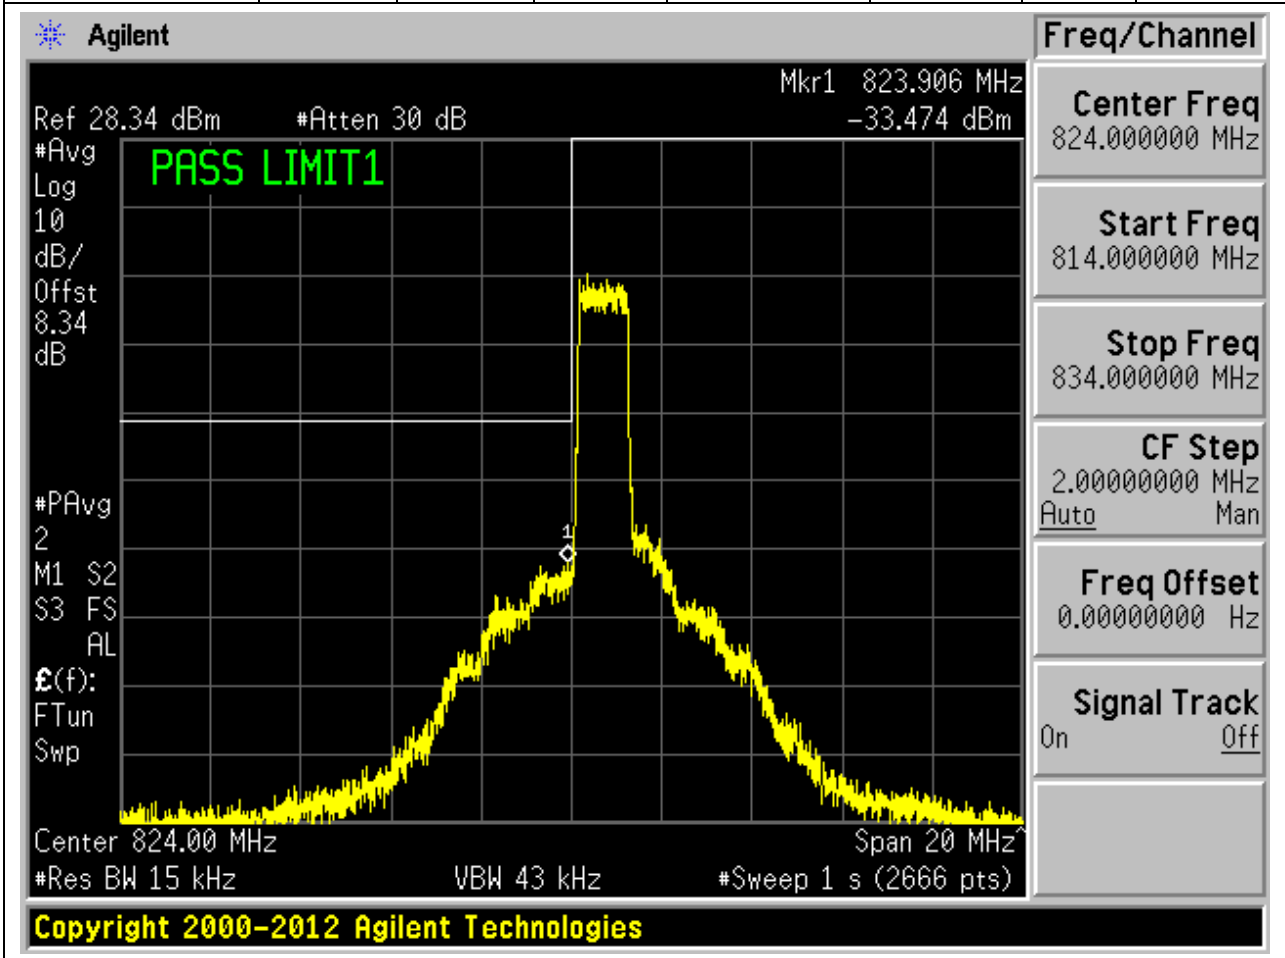 Agilent
Freq/Channel
Mkr1 823.906 MHz
Ref 28.34 dBm #Atten 30 dB -33.474 dBm
#Avg
Log
10
dB/
Offst
8.34
dB
PASS LIMIT1
#PAvg
2
M1 S2
S3 FS
AL
£(f):
FTun
Swp
1
Center 824.00 MHz Span 20 MHz^
#Res BW 15 kHz VBW 43 kHz #Sweep 1 s (2666 pts)
Center Freq
824.000000 MHz
Start Freq
814.000000 MHz
Stop Freq
834.000000 MHz
CF Step
2.00000000 MHz
Auto Man
Freq Offset
0.00000000 Hz
Signal Track
On Off
Copyright 2000-2012 Agilent Technologies